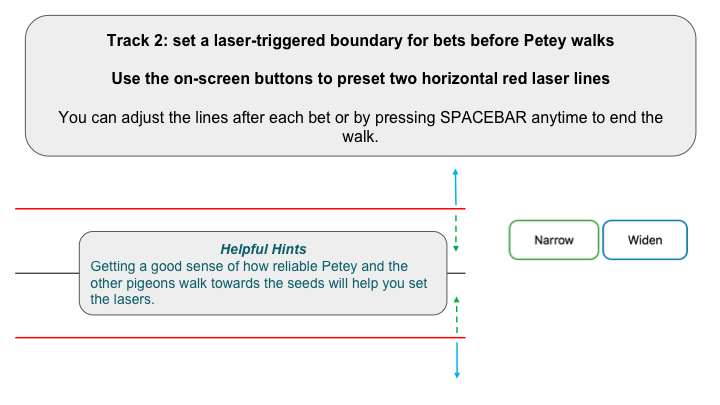 Track 2: set a laser-triggered boundary for bets before Petey walks
Use the on-screen buttons to preset two horizontal red laser lines
You can adjust the lines after each bet or by pressing SPACEBAR anytime to end the
walk.
Helpful Hints
Getting a good sense of how reliable Petey and the
other pigeons walk towards the seeds will help you set
the lasers.
Narrow
Widen